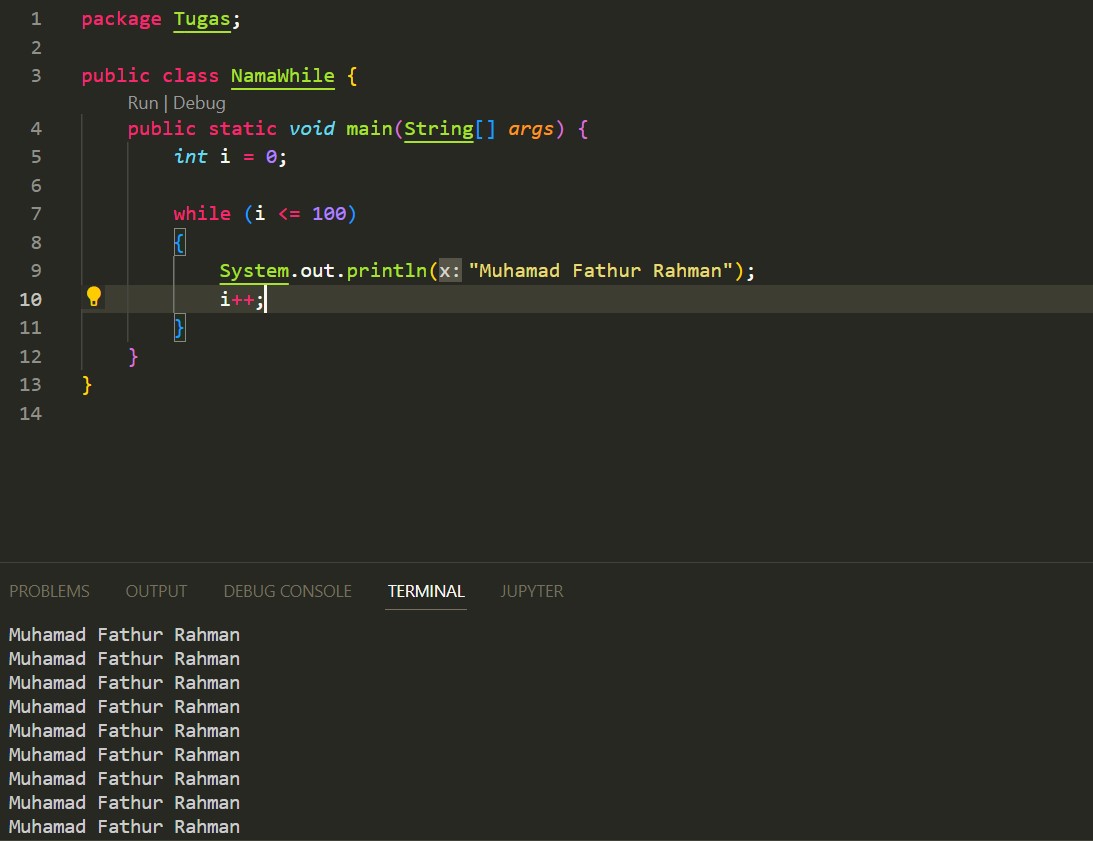 1 package Tugas;
2
3 public class NamaWhile {
Run | Debug
4 public static void main(String[] args) {
5 int i = 0;
6
7 while (i <= 100)
8 {
9 System.out.println(x: "Muhamad Fathur Rahman");
10 i++;
11 }
12 }
13 }
14
PROBLEMS OUTPUT DEBUG CONSOLE TERMINAL JUPYTER
Muhamad Fathur Rahman
Muhamad Fathur Rahman
Muhamad Fathur Rahman
Muhamad Fathur Rahman
Muhamad Fathur Rahman
Muhamad Fathur Rahman
Muhamad Fathur Rahman
Muhamad Fathur Rahman
Muhamad Fathur Rahman